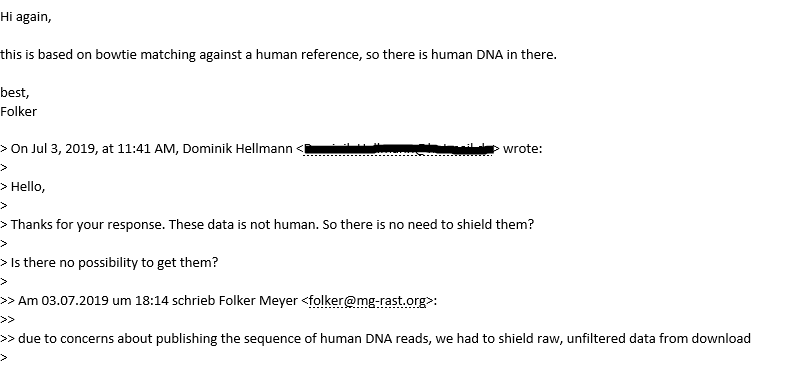 Hi again,
this is based on bowtie matching against a human reference, so there is human DNA in there.
best,
Folker
> On Jul 3, 2019, at 11:41 AM, Dominik Hellmann <> wrote:
>
> Hello,
>
> Thanks for your response. These data is not human. So there is no need to shield them?
>
> Is there no possibility to get them?
>
>> Am 03.07.2019 um 18:14 schrieb Folker Meyer <folker@mg-rast.org>:
>>
>> due to concerns about publishing the sequence of human DNA reads, we had to shield raw, unfiltered data from download
>